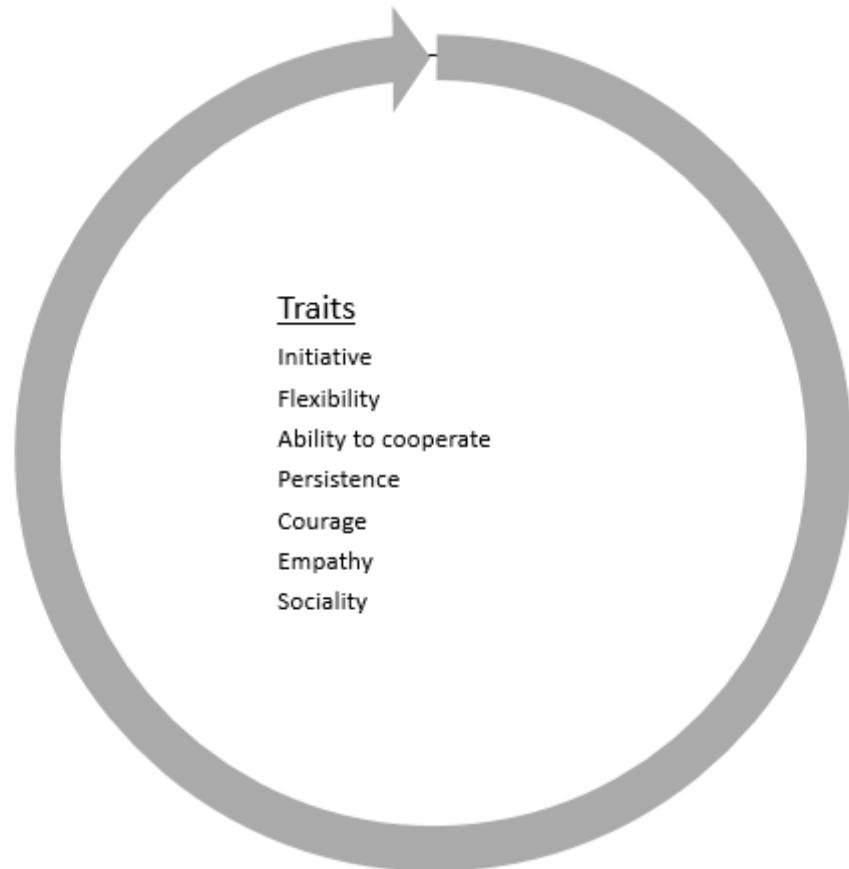 Traits
Initiative
Flexibility
Ability to cooperate
Persistence
Courage
Empathy
Sociality